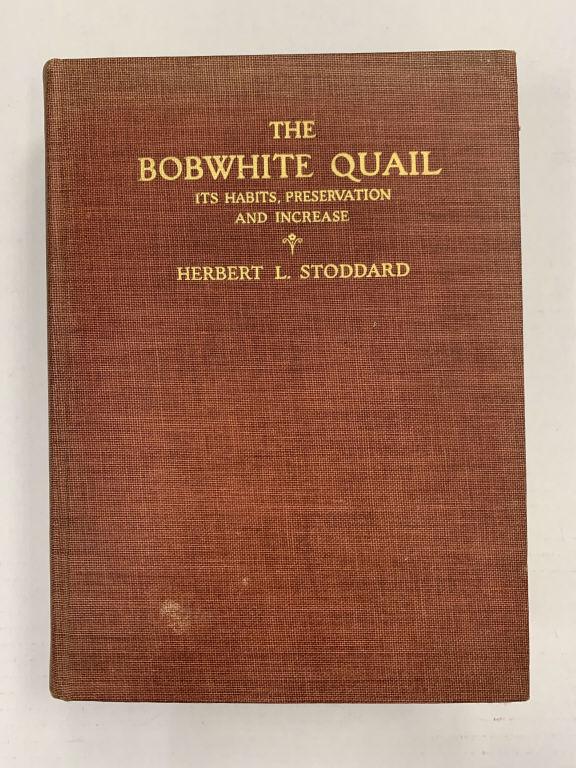 THE
BOBWHITE QUAIL
ITS HABITS, PRESERVATION
AND INCREASE
HERBERT L. STODDARD